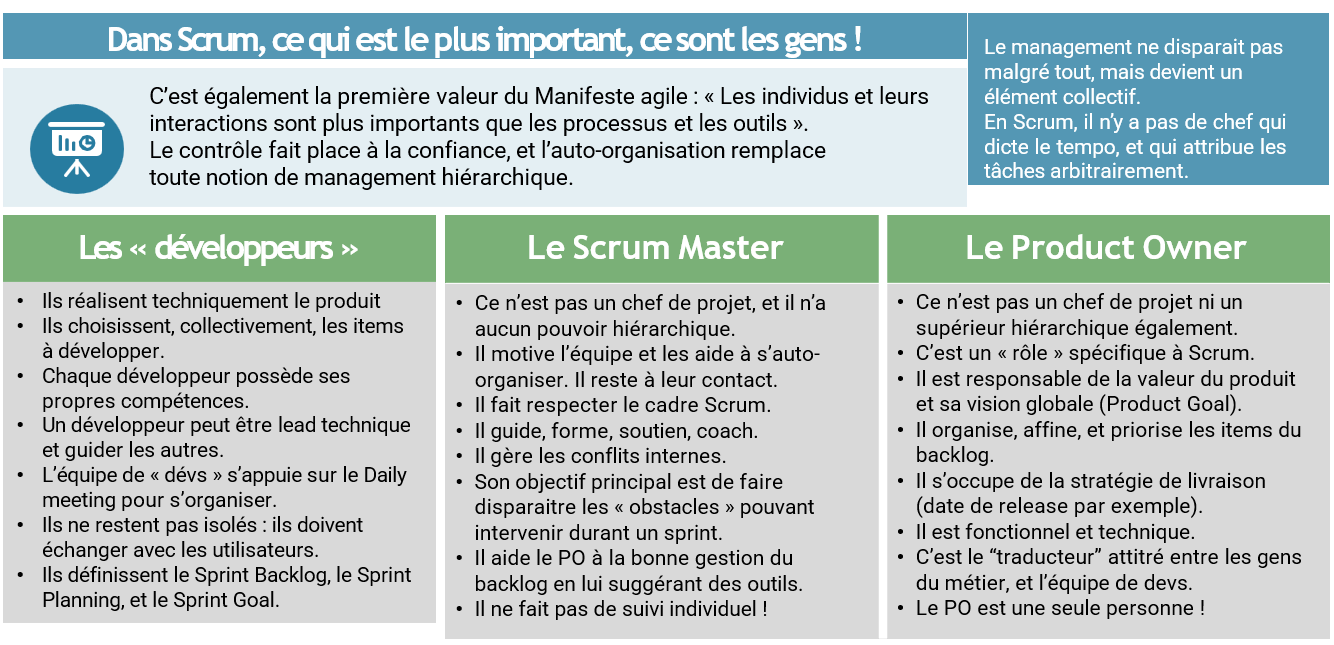 Dans Scrum, ce qui est le plus important, ce sont les gens !
C’est également la première valeur du Manifeste agile : « Les individus et leurs
interactions sont plus importants que les processus et les outils ».
Le contrôle fait place à la confiance, et l’auto-organisation remplace
toute notion de management hiérarchique.
Le management ne disparait pas
malgré tout, mais devient un
élément collectif.
En Scrum, il n’y a pas de chef qui
dicte le tempo, et qui attribue les
tâches arbitrairement.
Les « développeurs »
• Ils réalisent techniquement le produit
• Ils choisissent, collectivement, les items
à développer.
• Chaque développeur possède ses
propres compétences.
• Un développeur peut être lead technique
et guider les autres.
• L’équipe de « dévs » s’appuie sur le Daily
meeting pour s’organiser.
• Ils ne restent pas isolés : ils doivent
échanger avec les utilisateurs.
• Ils définissent le Sprint Backlog, le Sprint
Planning, et le Sprint Goal.
Le Scrum Master
• Ce n’est pas un chef de projet, et il n’a
aucun pouvoir hiérarchique.
• Il motive l’équipe et les aide à s’auto-
organiser. Il reste à leur contact.
• Il fait respecter le cadre Scrum.
• Il guide, forme, soutien, coach.
• Il gère les conflits internes.
• Son objectif principal est de faire
disparaitre les « obstacles » pouvant
intervenir durant un sprint.
• Il aide le PO à la bonne gestion du
backlog en lui suggérant des outils.
• Il ne fait pas de suivi individuel !
Le Product Owner
• Ce n’est pas un chef de projet ni un
supérieur hiérarchique également.
• C’est un « rôle » spécifique à Scrum.
• Il est responsable de la valeur du produit
et sa vision globale (Product Goal).
• Il organise, affine, et priorise les items du
backlog.
• Il s’occupe de la stratégie de livraison
(date de release par exemple).
• Il est fonctionnel et technique.
• C’est le “traducteur” attitré entre les gens
du métier, et l’équipe de devs.
• Le PO est une seule personne !